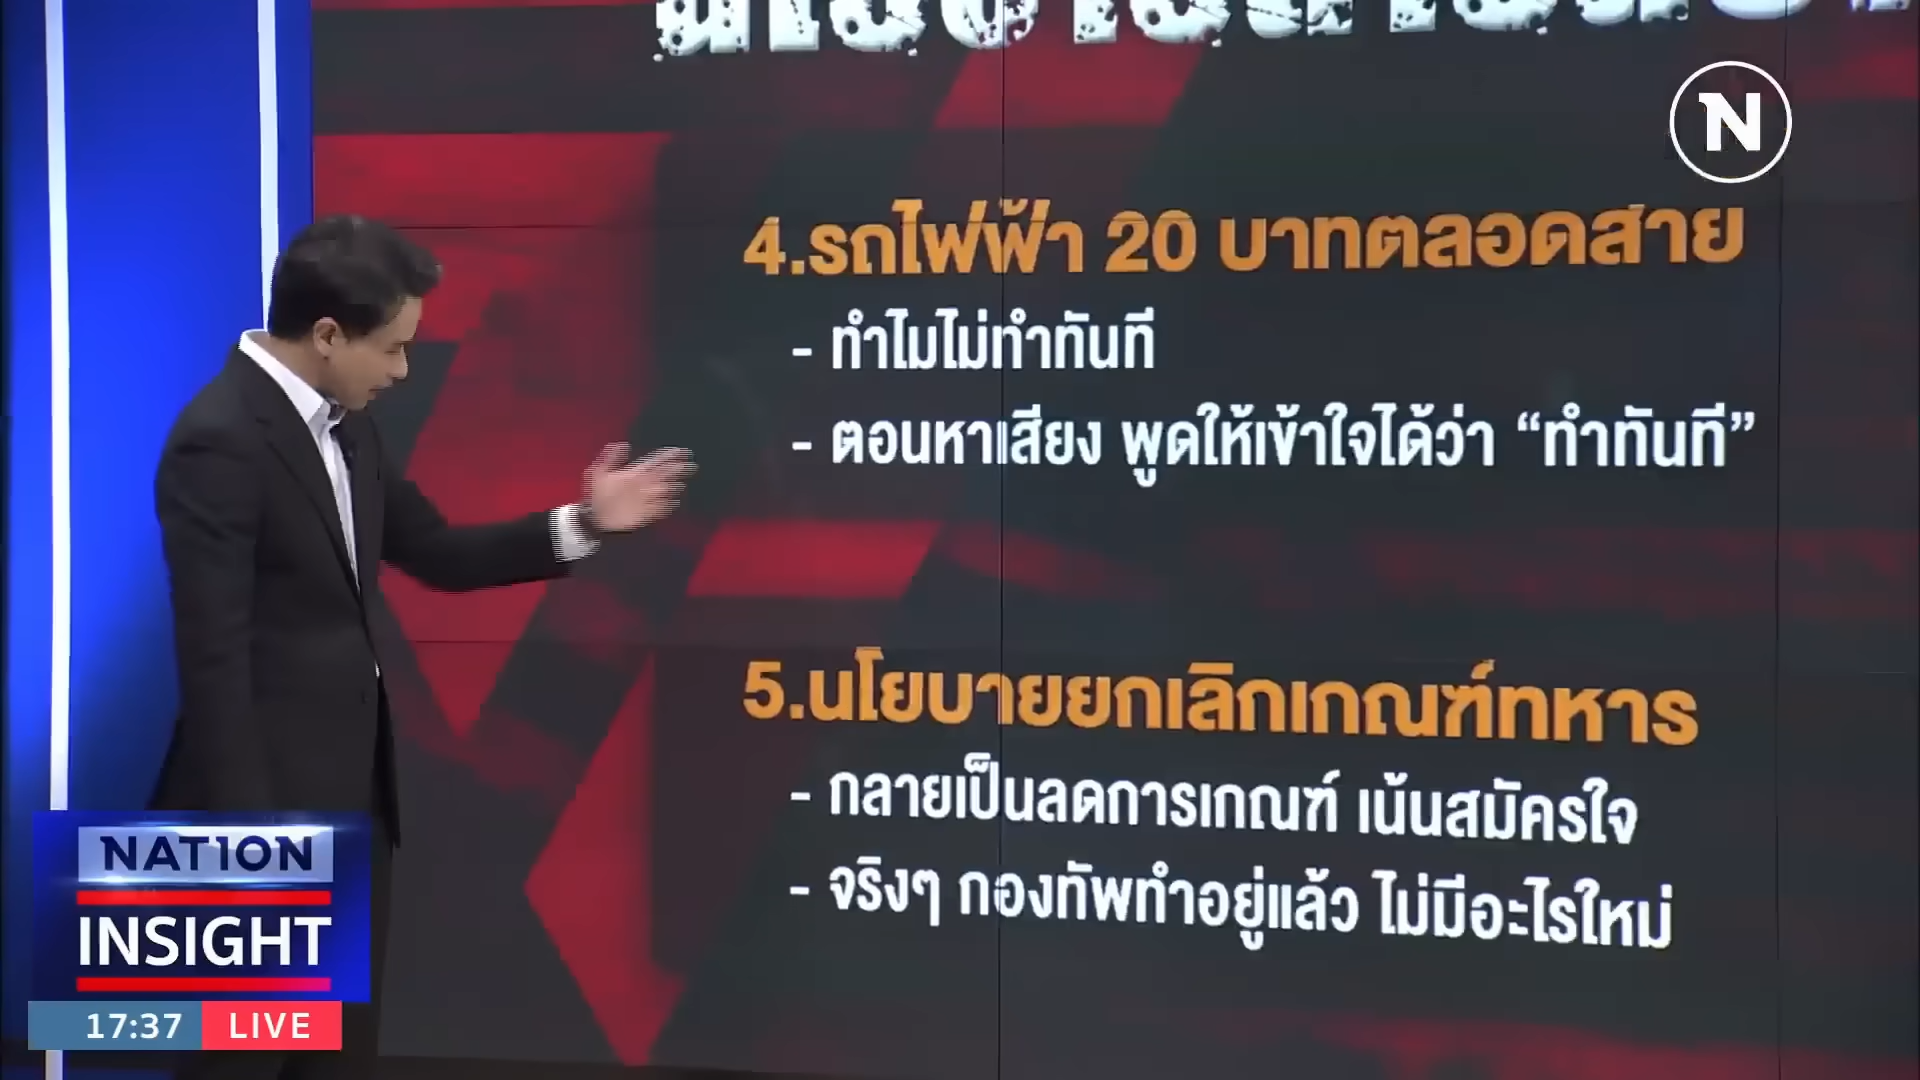 N
4.รถไฟฟ้า 20 บาทตลอดสาย
- ทำไมไม่ทำทันที
- ตอนหาเสียง พูดให้เข้าใจได้ว่า “ทำทันที”
5.นโยบายยกเลิกเกณฑ์ทหาร
- กลายเป็นลดการเกณฑ์ เน้นสมัครใจ
- จริงๆ กองทัพทำอยู่แล้ว ไม่มีอะไรใหม่
NATION
INSIGHT
17:37 LIVE